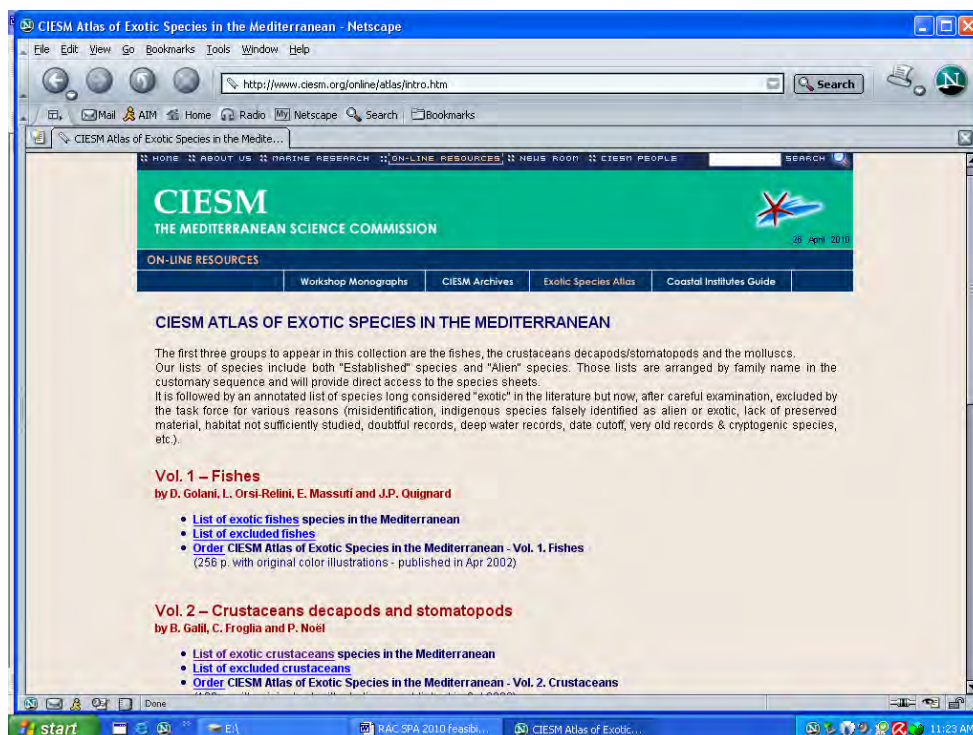 CIESM Atlas of Exotic Species in the Mediterranean - Netscape
File Edit View Go Bookmarks Tools Window Help
http://www.ciesm.org/online/atlas/intro.htm Search
Mail AIM Home Radio My Netscape Search Bookmarks
CIESM Atlas of Exotic Species in the Medite...
HOME ABOUT US MARINE RESEARCH ON-LINE RESOURCES NEWS ROOM CIESM PEOPLE SEARCH
CIESM
THE MEDITERRANEAN SCIENCE COMMISSION
26 April 2010
ON-LINE RESOURCES
Workshop Monographs CIESM Archives Exotic Species Atlas Coastal Institutes Guide
CIESM ATLAS OF EXOTIC SPECIES IN THE MEDITERRANEAN
The first three groups to appear in this collection are the fishes, the crustaceans decapods/stomatopods and the molluscs.
Our lists of species include both "Established" species and "Alien" species. Those lists are arranged by family name in the
customary sequence and will provide direct access to the species sheets.
It is followed by an annotated list of species long considered "exotic" in the literature but now, after careful examination, excluded by
the task force for various reasons (misidentification, indigenous species falsely identified as alien or exotic, lack of preserved
material, habitat not sufficiently studied, doubtful records, deep water records, date cutoff, very old records & cryptogenic species,
etc.).
Vol. 1 – Fishes
by D. Golani, L. Orsi-Relini, E. Massutí and J.P. Quignard
• List of exotic fishes species in the Mediterranean
• List of excluded fishes
• Order CIESM Atlas of Exotic Species in the Mediterranean - Vol. 1. Fishes
(256 p. with original color illustrations - published in Apr 2002)
Vol. 2 – Crustaceans decapods and stomatopods
by B. Galil, C. Froglia and P. Noël
• List of exotic crustaceans species in the Mediterranean
• List of excluded crustaceans
• Order CIESM Atlas of Exotic Species in the Mediterranean - Vol. 2. Crustaceans
Done
start E:\ RAC SPA 2010 feasibi... CIESM Atlas of Exotic... 11:23 AM